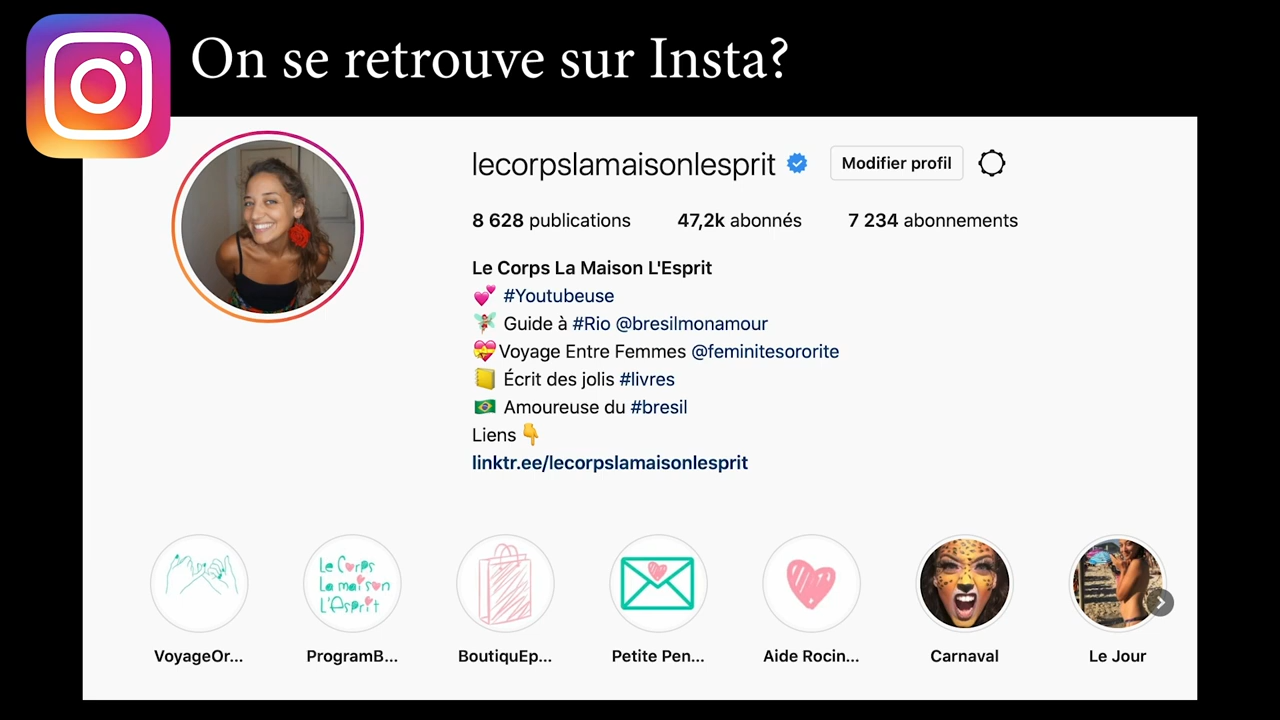 On se retrouve sur Insta?
lecorpslamaisonlesprit Modifier profil
8 628 publications 47,2k abonnés 7 234 abonnements
Le Corps La Maison L'Esprit
💕 #Youtubeuse
🧚 Guide à #Rio @bresilmonamour
💝Voyage Entre Femmes @feminitesororite
📒 Écrit des jolis #livres
🇧🇷 Amoureuse du #bresil
Liens 👇
linktr.ee/lecorpslamaisonlesprit
Le Corps
La maison
L'Esprit
VoyageOr... ProgramB... BoutiquEp... Petite Pen... Aide Rocin... Carnaval Le Jour